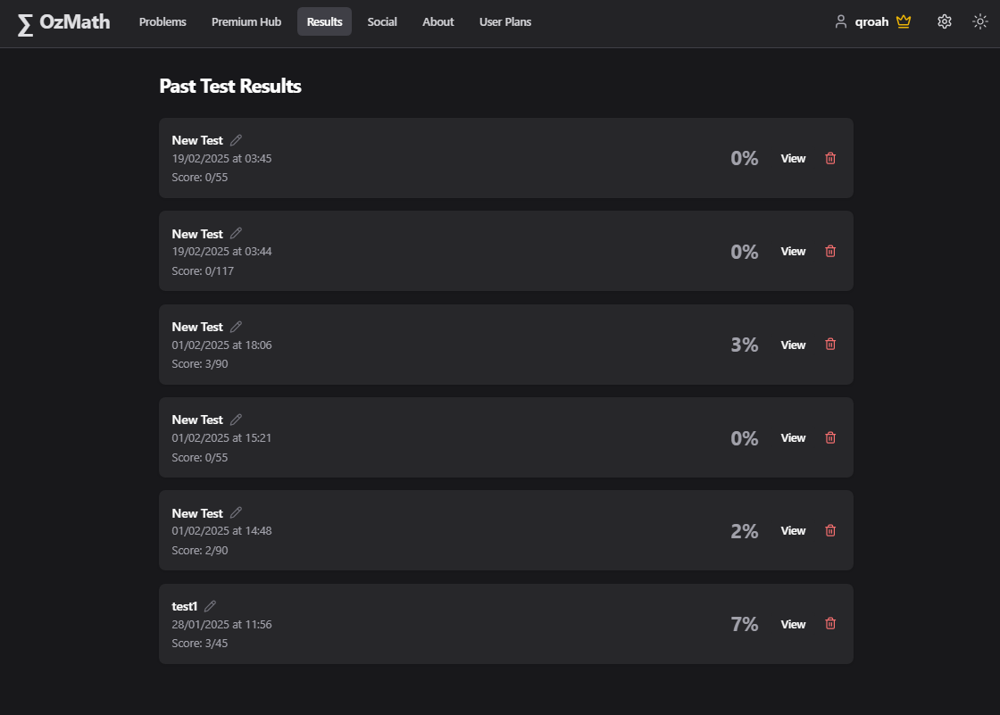 ∑ OzMath Problems Premium Hub Results Social About User Plans qroah
Past Test Results
New Test
19/02/2025 at 03:45
Score: 0/55
0% View
New Test
19/02/2025 at 03:44
Score: 0/117
0% View
New Test
01/02/2025 at 18:06
Score: 3/90
3% View
New Test
01/02/2025 at 15:21
Score: 0/55
0% View
New Test
01/02/2025 at 14:48
Score: 2/90
2% View
test1
28/01/2025 at 11:56
Score: 3/45
7% View